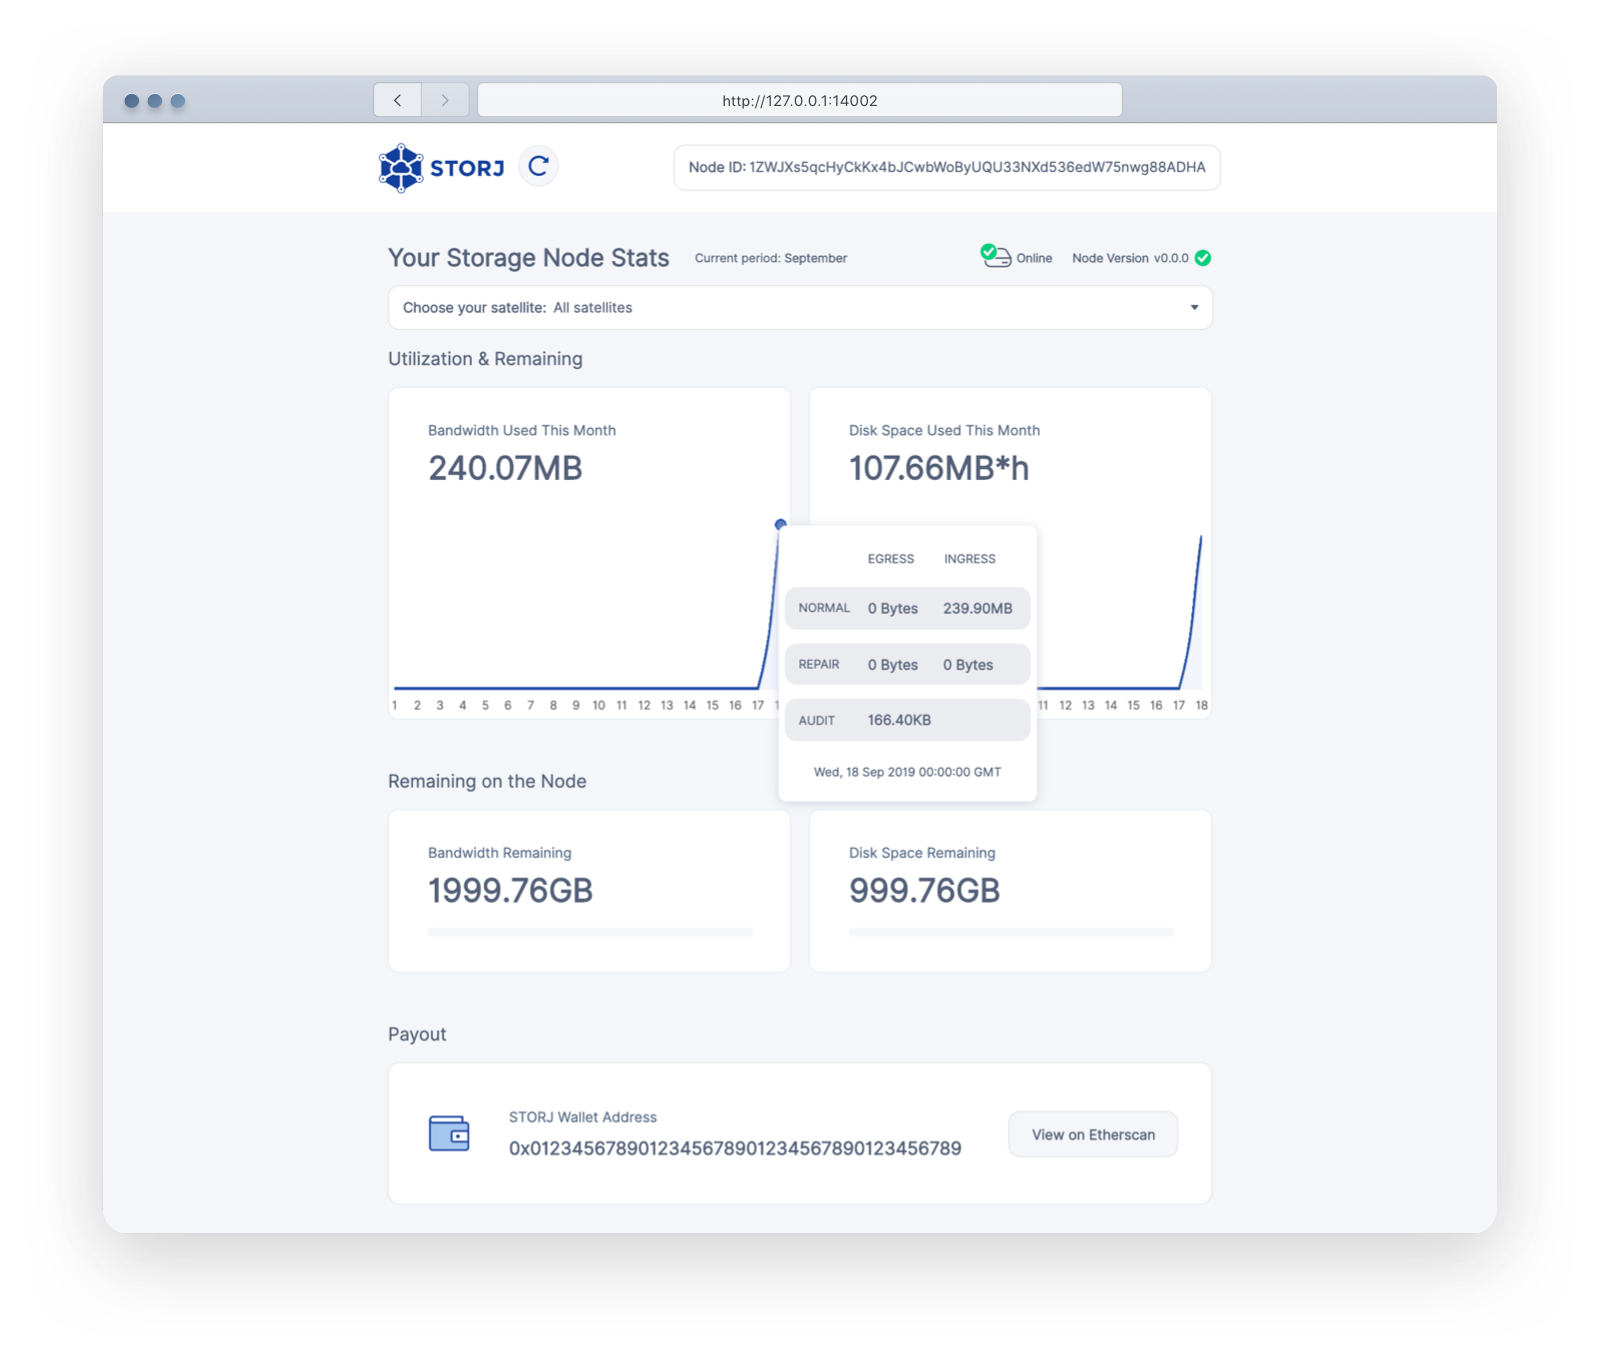 http://127.0.0.1:14002
STORJ
Node ID: 1ZWJXs5qcHyCkKx4bJCwbWoByUQU33NXd536edW75nwg88ADHA
Your Storage Node Stats
Current period: September
Online
Node Version v0.0.0
Choose your satellite: All satellites
Utilization & Remaining
Bandwidth Used This Month
240.07MB
1 2 3 4 5 6 7 8 9 10 11 12 13 14 15 16 17 1
Disk Space Used This Month
107.66MB*h
11 12 13 14 15 16 17 18
EGRESS INGRESS
NORMAL 0 Bytes 239.90MB
REPAIR 0 Bytes 0 Bytes
AUDIT 166.40KB
Wed, 18 Sep 2019 00:00:00 GMT
Remaining on the Node
Bandwidth Remaining
1999.76GB
Disk Space Remaining
999.76GB
Payout
STORJ Wallet Address
0x0123456789012345678901234567890123456789
View on Etherscan